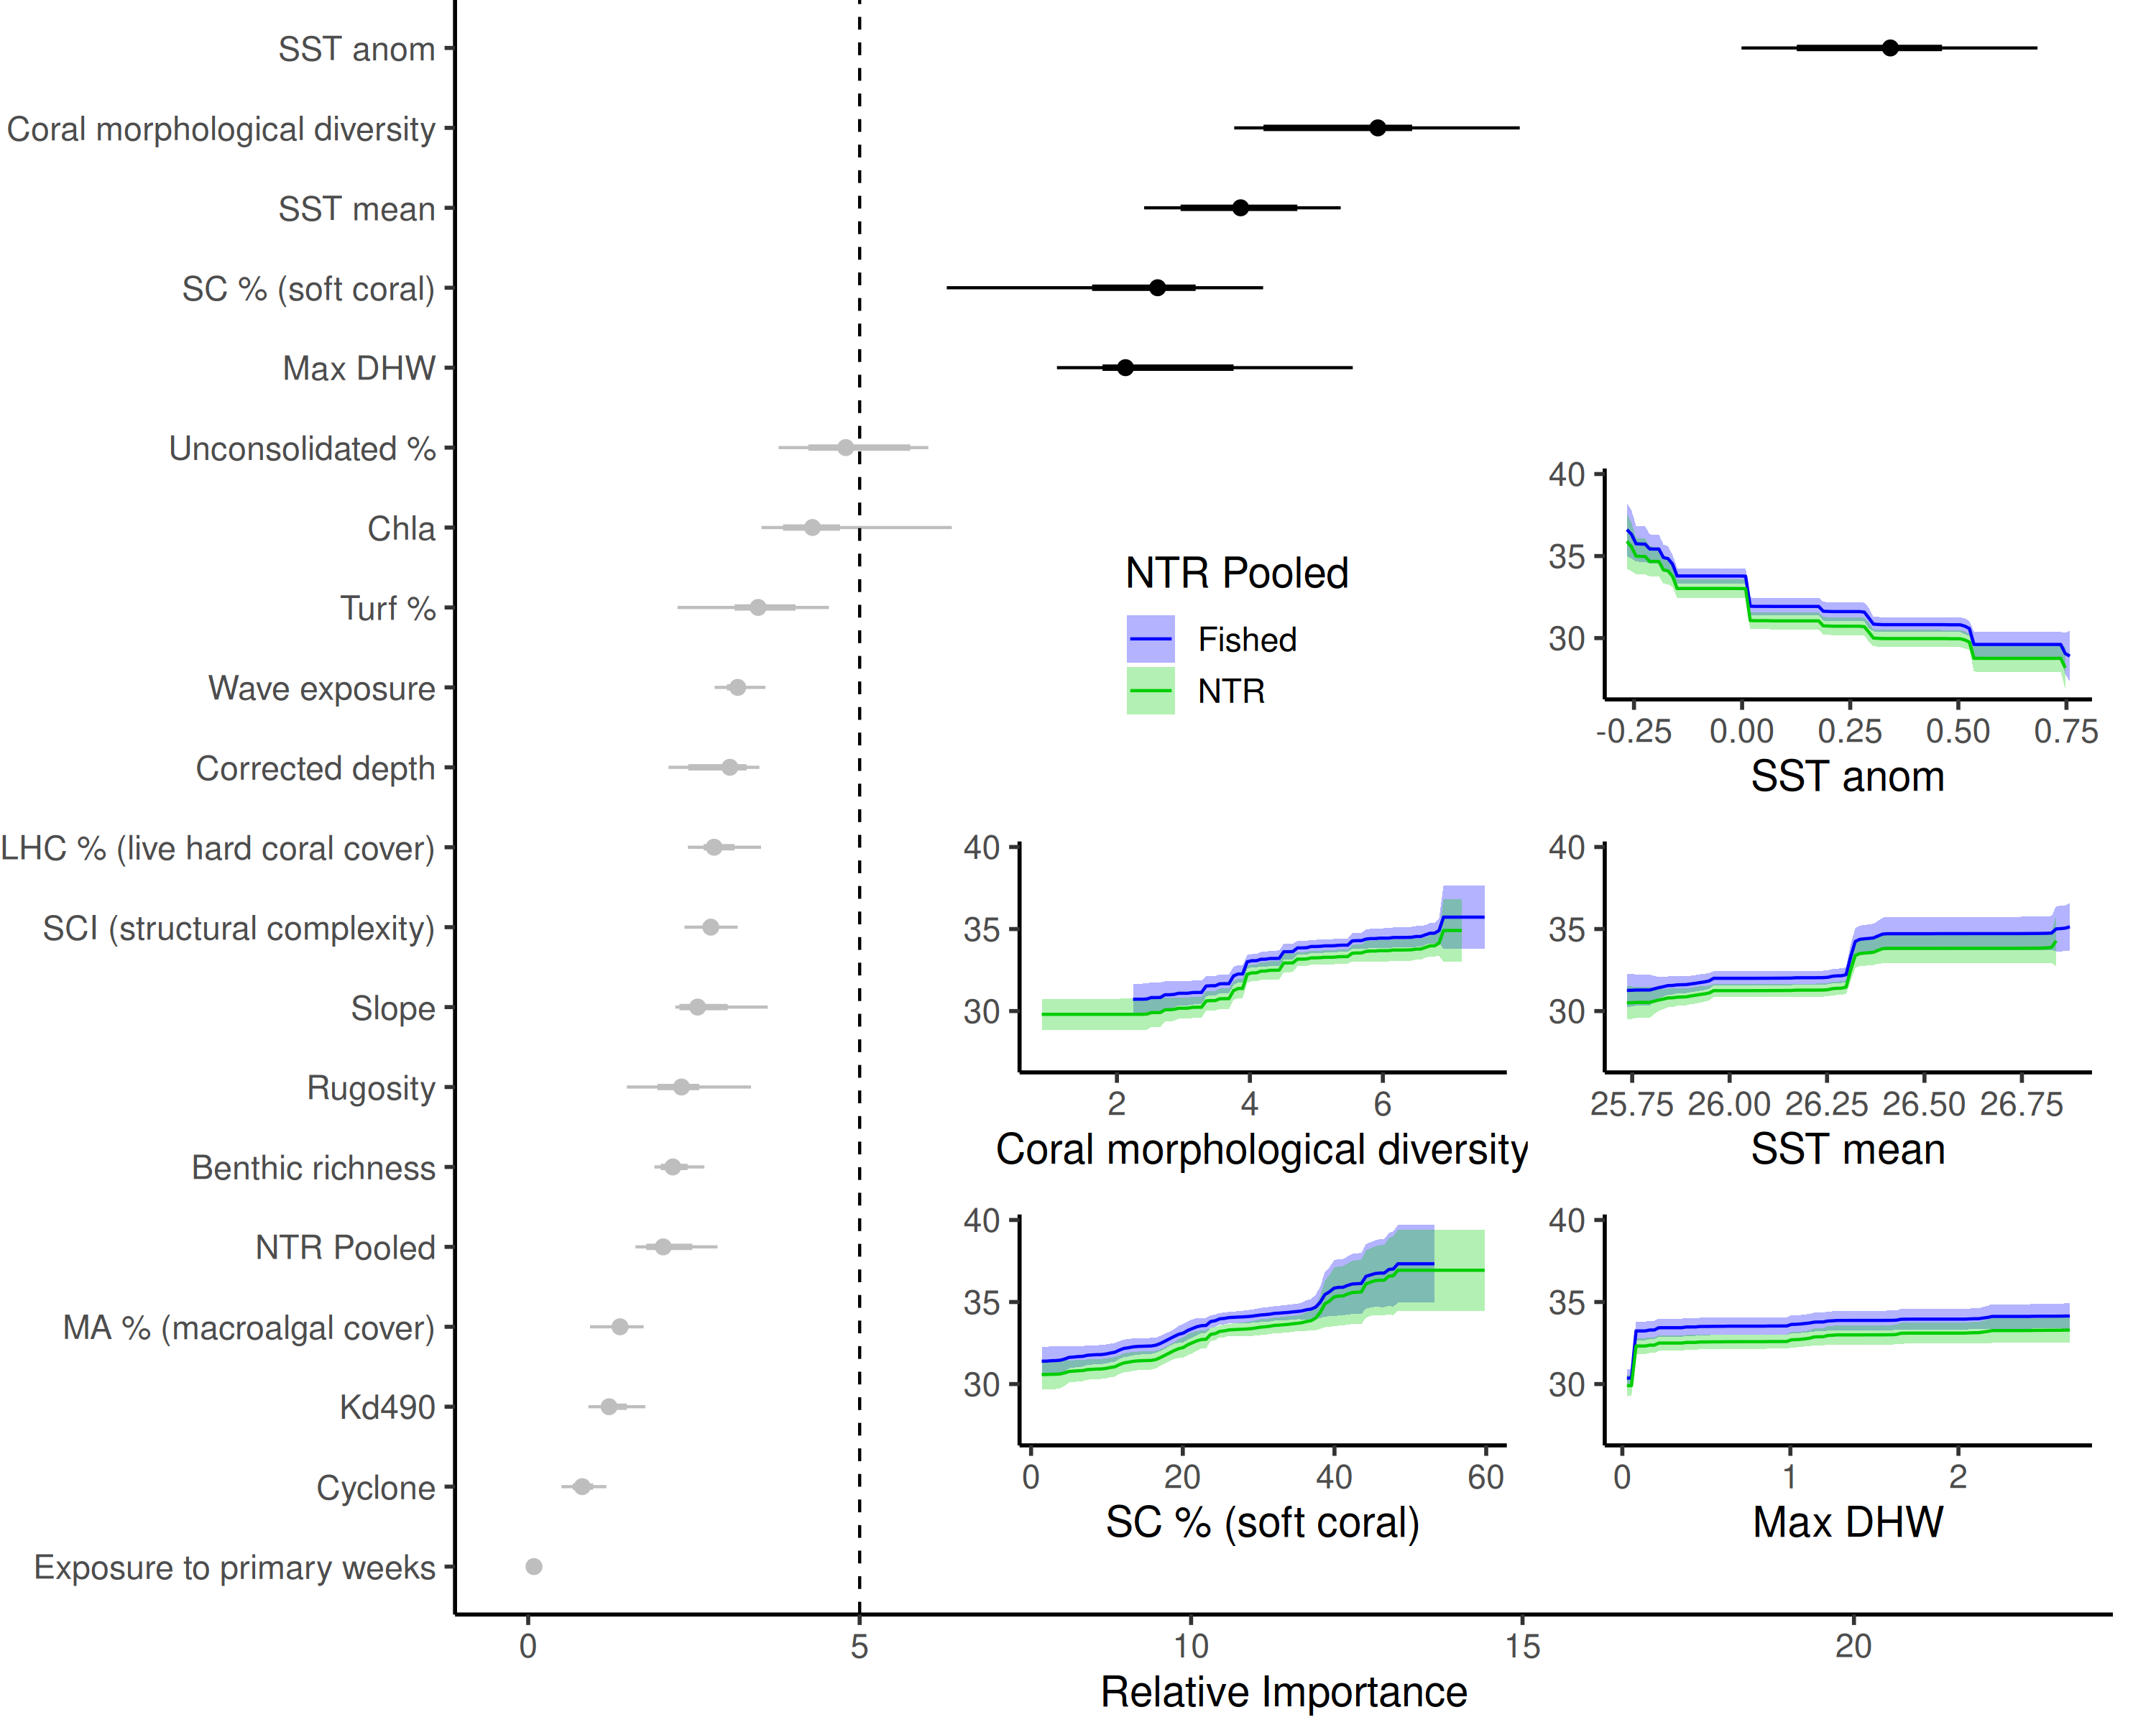 SST anom
Coral morphological diversity
SST mean
SC % (soft coral)
Max DHW
Unconsolidated %
Chla
Turf %
Wave exposure
Corrected depth
LHC % (live hard coral cover)
SCI (structural complexity)
Slope
Rugosity
Benthic richness
NTR Pooled
MA % (macroalgal cover)
Kd490
Cyclone
Exposure to primary weeks
0 5 10 15 20
Relative Importance
NTR Pooled
Fished
NTR
40
35
30
-0.25 0.00 0.25 0.50 0.75
SST anom
40
35
30
2 4 6
Coral morphological diversity
40
35
30
25.75 26.00 26.25 26.50 26.75
SST mean
40
35
30
0 20 40 60
SC % (soft coral)
40
35
30
0 1 2
Max DHW